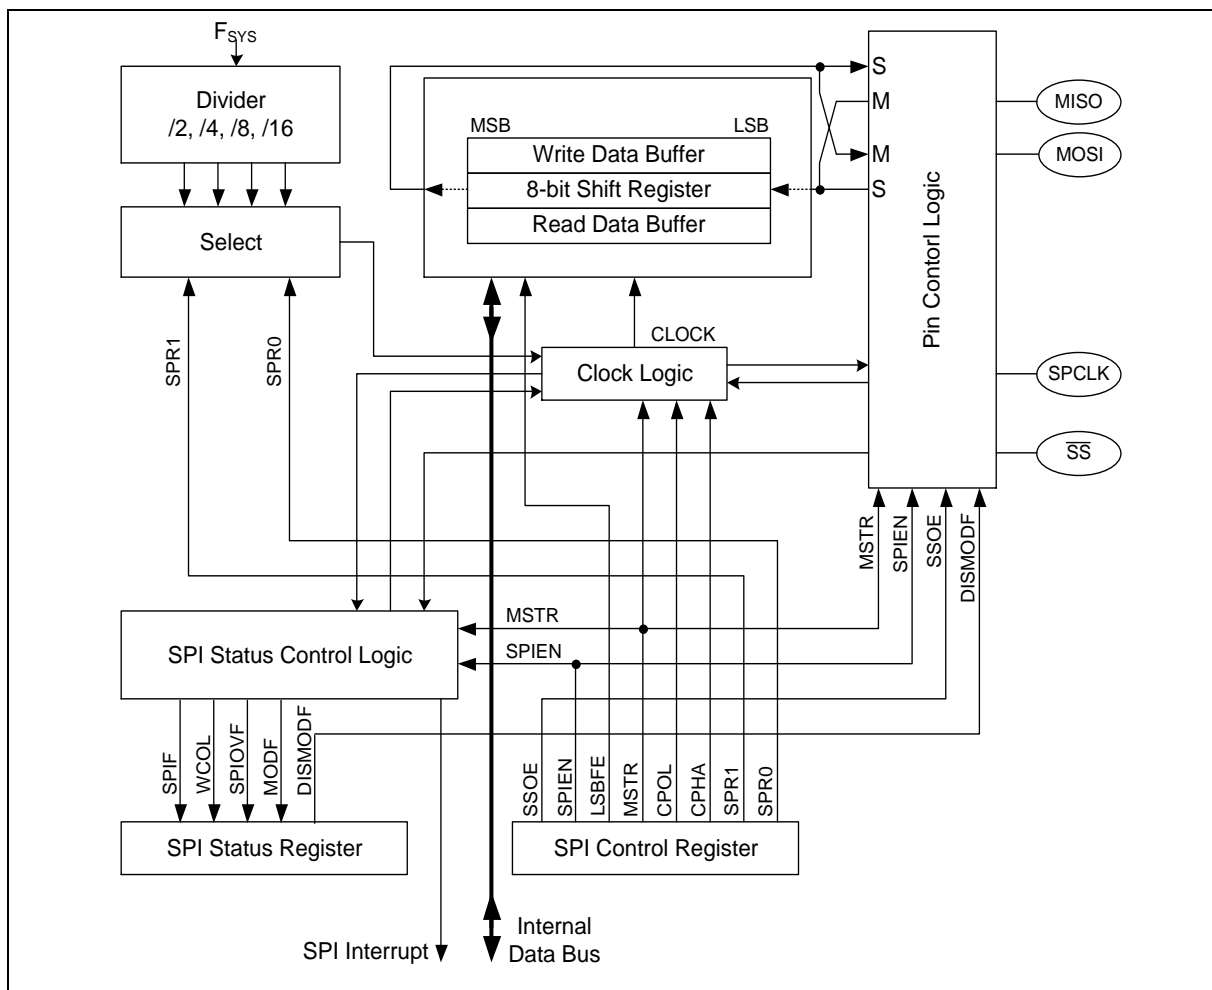 FSYS
Divider
/2, /4, /8, /16
Select
SPR1
SPR0
MSB
LSB
Write Data Buffer
8-bit Shift Register
Read Data Buffer
CLOCK
Clock Logic
S
M
M
S
Pin Contorl Logic
MISO
MOSI
SPCLK
SS
MSTR
SPIEN
SSOE
DISMODF
SPI Status Control Logic
MSTR
SPIEN
SPIF
WCOL
SPIOVF
MODF
DISMODF
SPI Status Register
SSOE
SPIEN
LSBFE
MSTR
CPOL
CPHA
SPR1
SPR0
SPI Control Register
SPI Interrupt
Internal
Data Bus